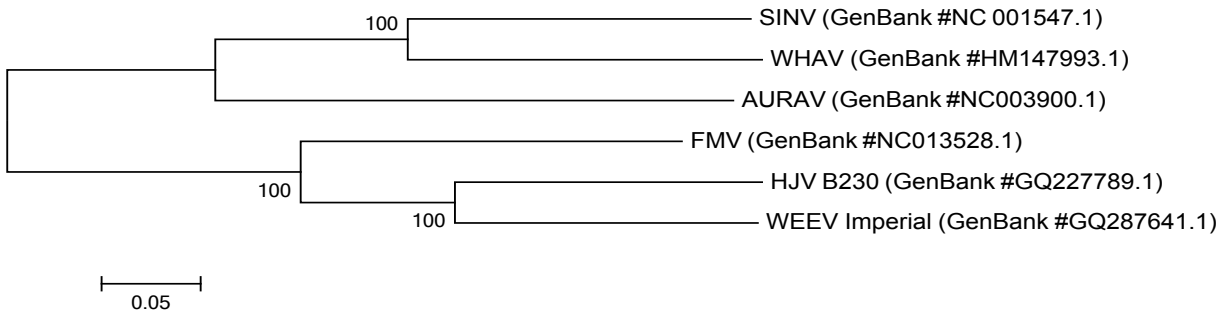 SINV (GenBank #NC 001547.1)
100
WHAV (GenBank #HM147993.1)
AURAV (GenBank #NC003900.1)
FMV (GenBank #NC013528.1)
100
HJV B230 (GenBank #GQ227789.1)
100
WEEV Imperial (GenBank #GQ287641.1)
0.05